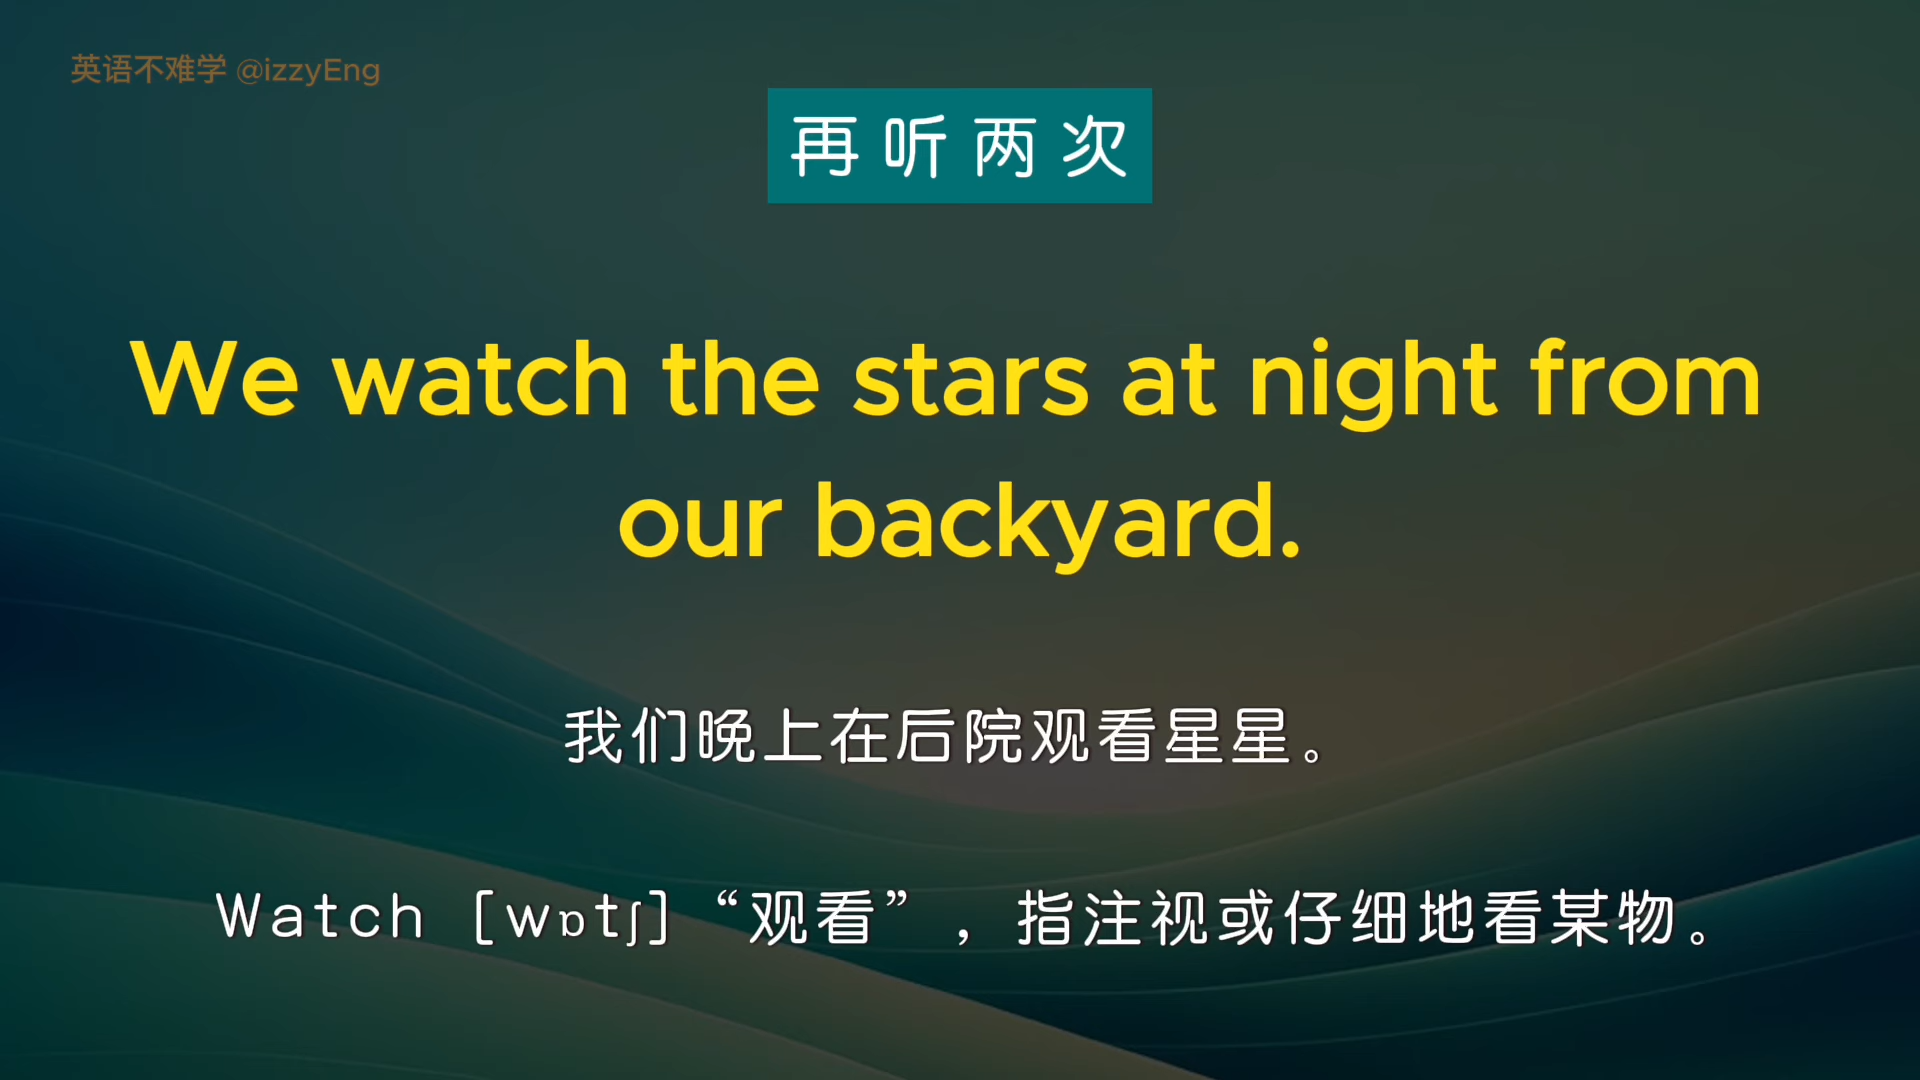 英语不难学 @izzyEng
再听两次
We watch the stars at night from
our backyard.
我们晚上在后院观看星星。
Watch [wɒtʃ] “观看” ，指注视或仔细地看某物。